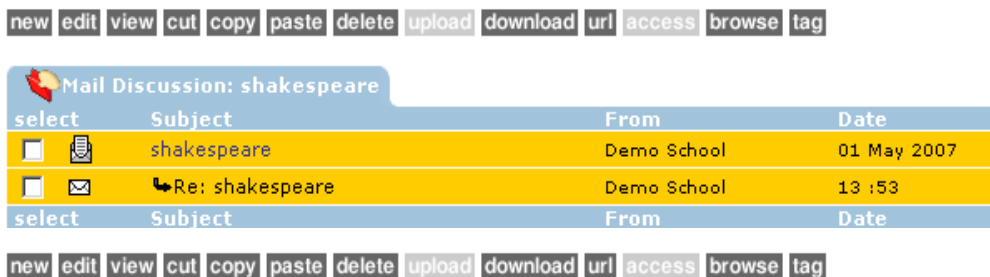 new edit view cut copy paste delete upload download url access browse tag
Mail Discussion: shakespeare
select Subject From Date
shakespeare Demo School 01 May 2007
Re: shakespeare Demo School 13 :53
select Subject From Date
new edit view cut copy paste delete upload download url access browse tag